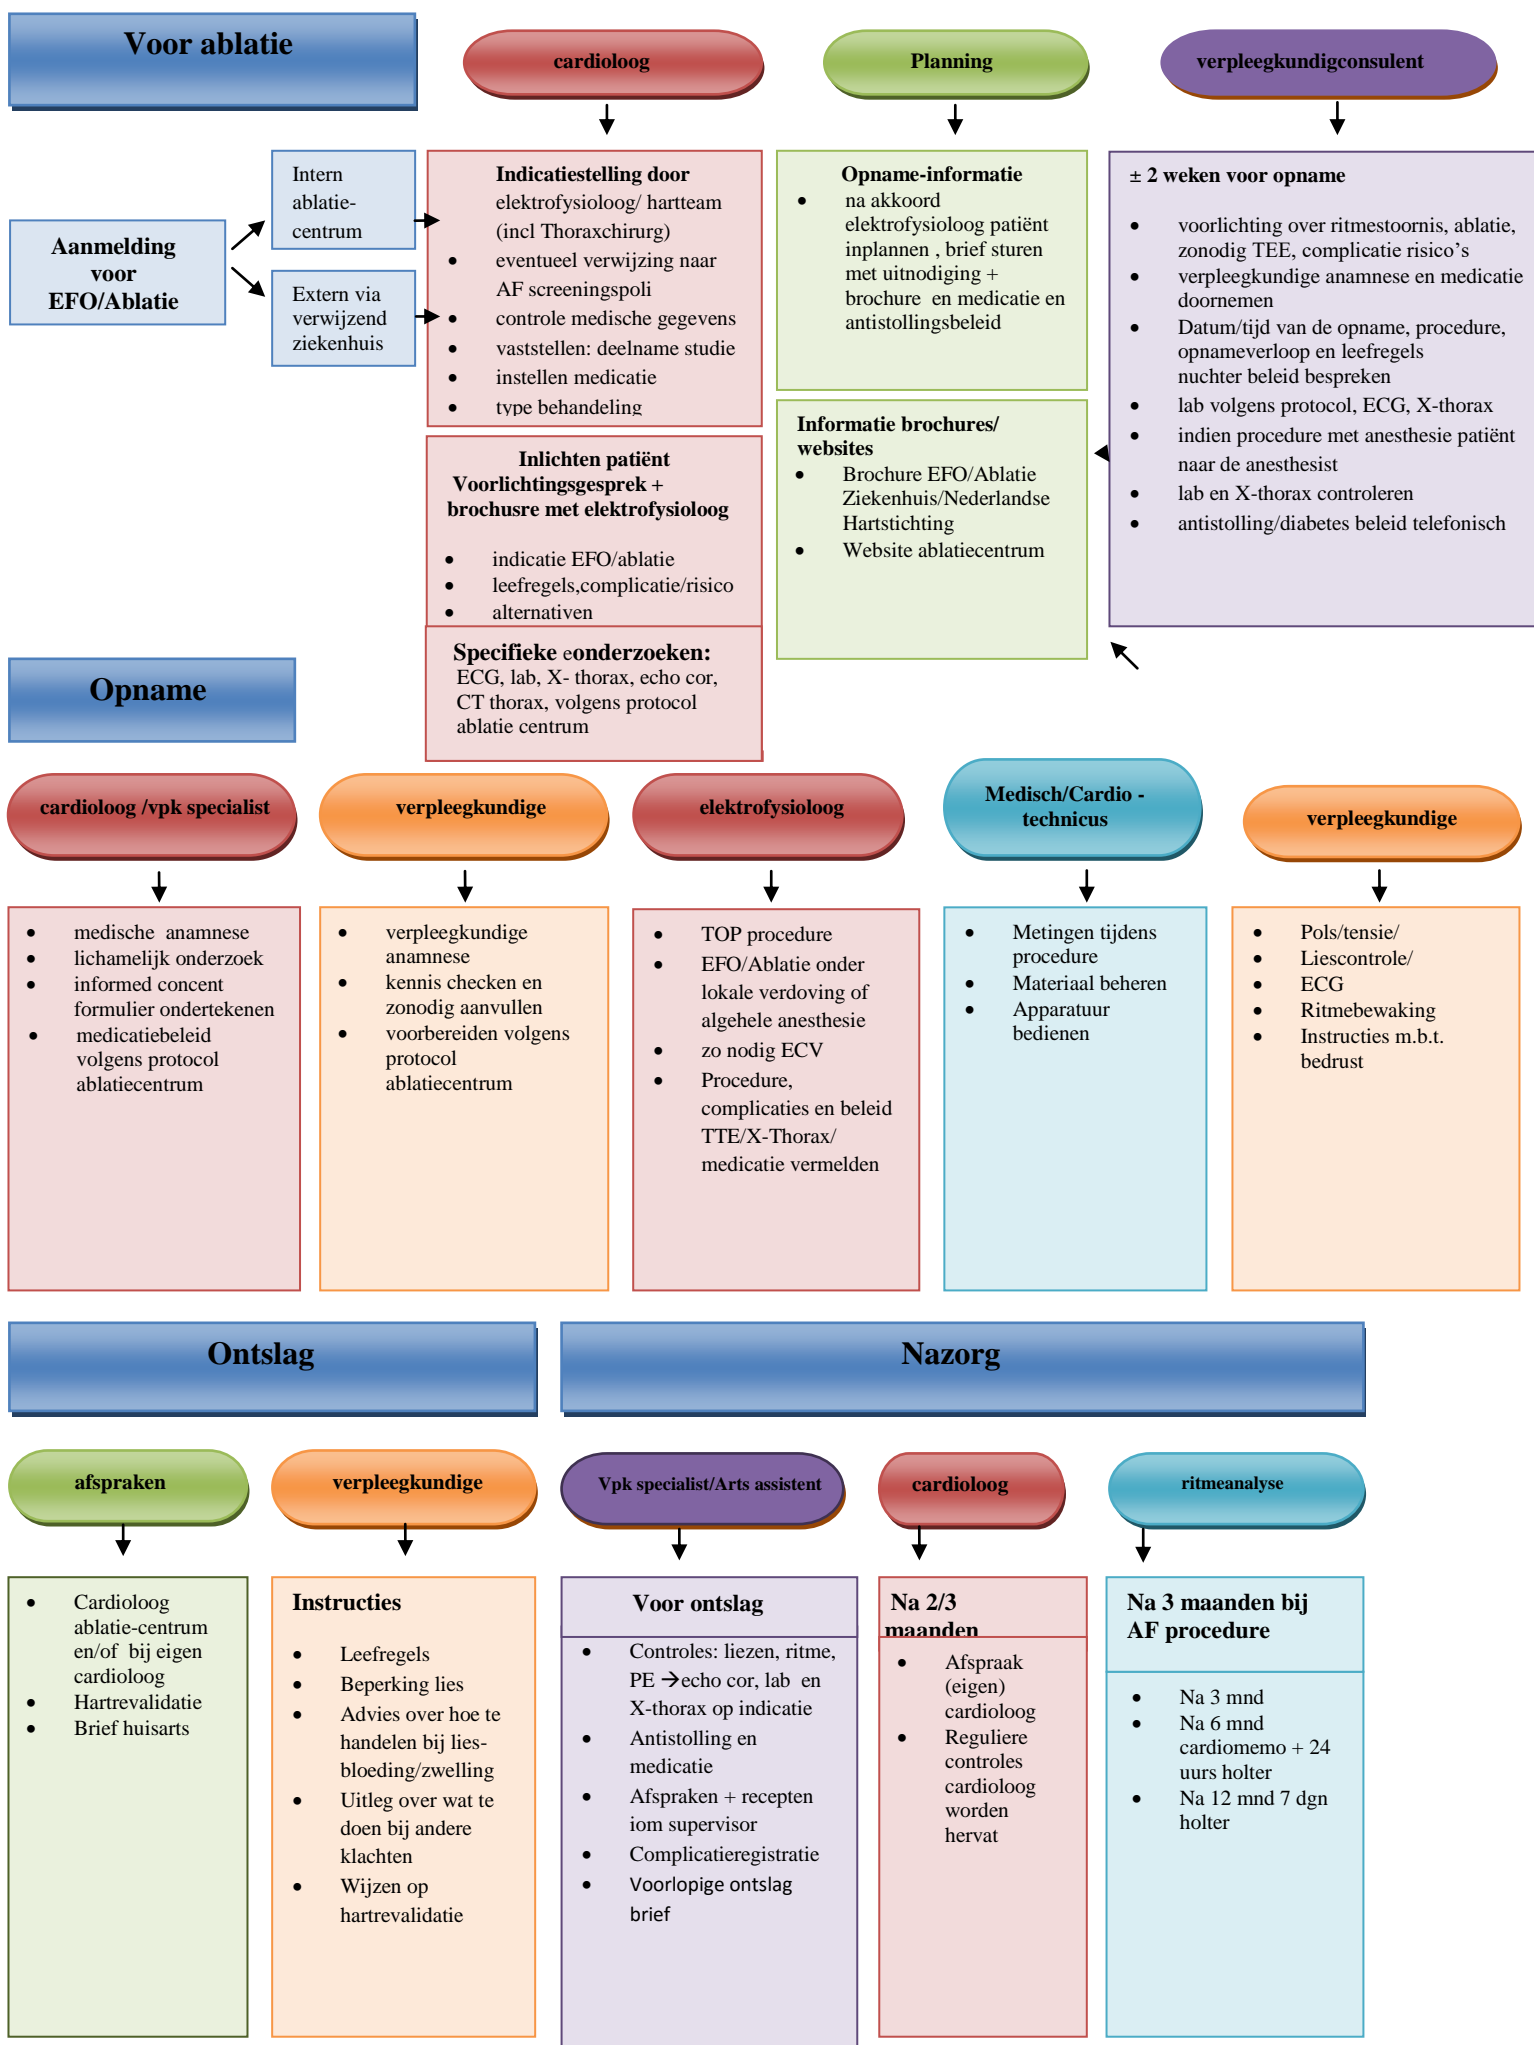 Voor ablatie
cardioloog
Planning
verpleegkundigconsulent
Aanmelding
voor
EFO/Ablatie
Intern
ablatie-
centrum
Extern via
verwijzend
ziekenhuis
Indicatiestelling door
elektrofysioloog/ hartteam
(incl Thoraxchirurg)
• eventueel verwijzing naar
AF screeningspoli
• controle medische gegevens
• vaststellen: deelname studie
• instellen medicatie
• type behandeling
Inlichten patiënt
Voorlichtingsgesprek +
brochusre met elektrofysioloog
• indicatie EFO/ablatie
• leefregels,complicatie/risico
• alternativen
Specifieke eonderzoeken:
ECG, lab, X- thorax, echo cor,
CT thorax, volgens protocol
ablatie centrum
Opname-informatie
• na akkoord
elektrofysioloog patiënt
inplannen , brief sturen
met uitnodiging +
brochure en medicatie en
antistollingsbeleid
Informatie brochures/
websites
• Brochure EFO/Ablatie
Ziekenhuis/Nederlandse
Hartstichting
• Website ablatiecentrum
± 2 weken voor opname
• voorlichting over ritmestoornis, ablatie,
zonodig TEE, complicatie risico’s
• verpleegkundige anamnese en medicatie
doornemen
• Datum/tijd van de opname, procedure,
opnameverloop en leefregels
nuchter beleid bespreken
• lab volgens protocol, ECG, X-thorax
• indien procedure met anesthesie patiënt
naar de anesthesist
• lab en X-thorax controleren
• antistolling/diabetes beleid telefonisch
Opname
cardioloog /vpk specialist
verpleegkundige
elektrofysioloog
Medisch/Cardio -
technicus
verpleegkundige
• medische anamnese
• lichamelijk onderzoek
• informed concent
formulier ondertekenen
• medicatiebeleid
volgens protocol
ablatiecentrum
• verpleegkundige
anamnese
• kennis checken en
zonodig aanvullen
• voorbereiden volgens
protocol
ablatiecentrum
• TOP procedure
• EFO/Ablatie onder
lokale verdoving of
algehele anesthesie
• zo nodig ECV
• Procedure,
complicaties en beleid
TTE/X-Thorax/
medicatie vermelden
• Metingen tijdens
procedure
• Materiaal beheren
• Apparatuur
bedienen
• Pols/tensie/
• Liescontrole/
• ECG
• Ritmebewaking
• Instructies m.b.t.
bedrust
Ontslag
Nazorg
afspraken
verpleegkundige
Vpk specialist/Arts assistent
cardioloog
ritmeanalyse
• Cardioloog
ablatie-centrum
en/of bij eigen
cardioloog
• Hartrevalidatie
• Brief huisarts
Instructies
• Leefregels
• Beperking lies
• Advies over hoe te
handelen bij lies-
bloeding/zwelling
• Uitleg over wat te
doen bij andere
klachten
• Wijzen op
hartrevalidatie
Voor ontslag
• Controles: liezen, ritme,
PE →echo cor, lab en
X-thorax op indicatie
• Antistolling en
medicatie
• Afspraken + recepten
iom supervisor
• Complicatieregistratie
• Voorlopige ontslag
brief
Na 2/3
maanden
• Afspraak
(eigen)
cardioloog
• Reguliere
controles
cardioloog
worden
hervat
Na 3 maanden bij
AF procedure
• Na 3 mnd
• Na 6 mnd
cardiomemo + 24
uurs holter
• Na 12 mnd 7 dgn
holter